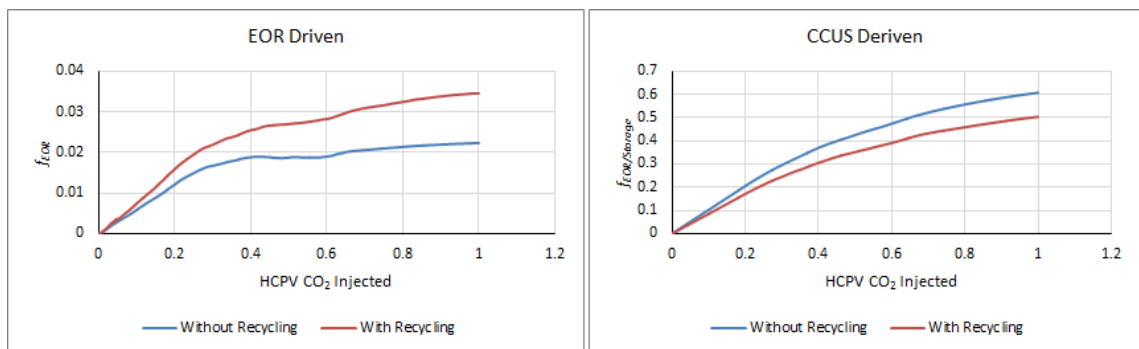 EOR Driven
0.04
0.03
0.02
0.01
0
f_EOR
0 0.2 0.4 0.6 0.8 1 1.2
HCPV CO₂ Injected
Without Recycling With Recycling
CCUS Deriven
0.7
0.6
0.5
0.4
0.3
0.2
0.1
0
f_EOR/Storage
0 0.2 0.4 0.6 0.8 1 1.2
HCPV CO₂ Injected
Without Recycling With Recycling